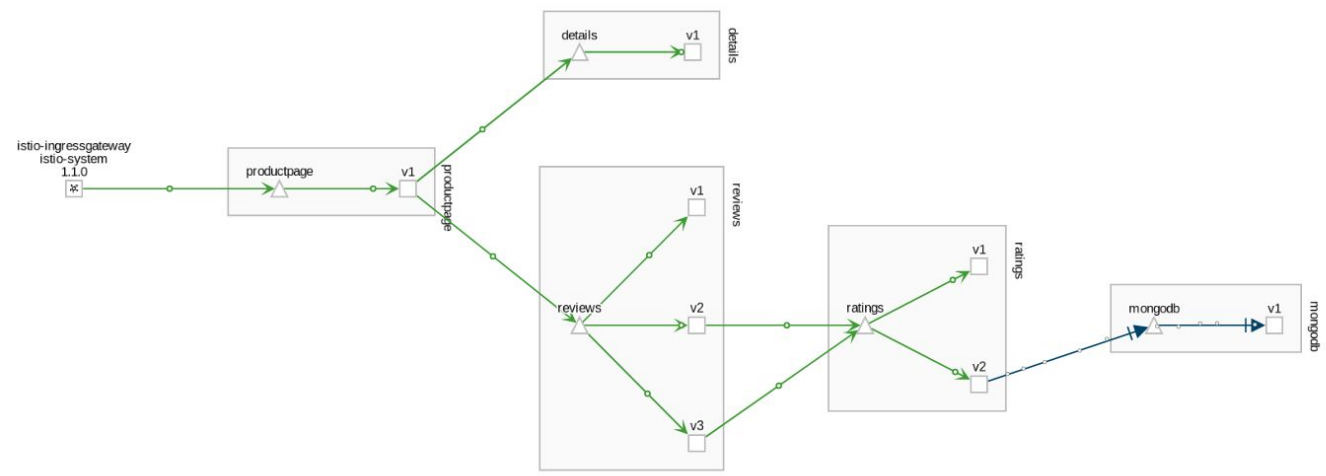 istio-ingressgateway
istio-system
1.1.0
productpage
v1
productpage
details
v1
details
reviews
v1
v2
v3
reviews
ratings
v1
v2
ratings
mongodb
v1
mongodb